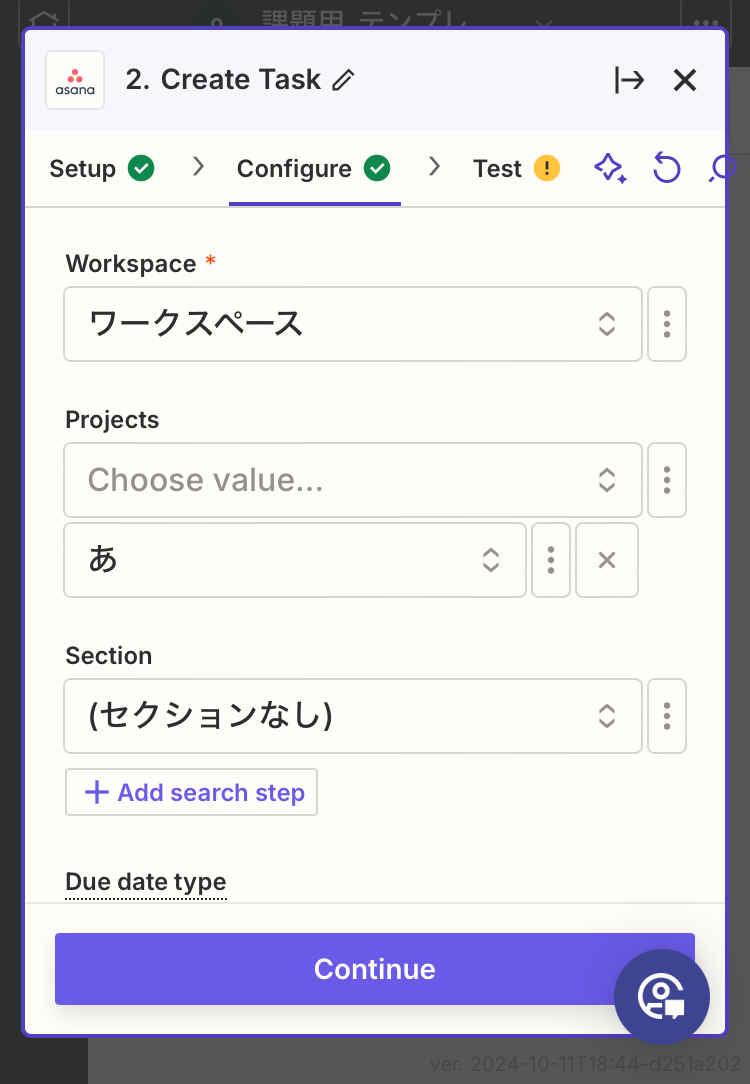 課題用_テンプレ
asana
2. Create Task
Setup
Configure
Test
Workspace *
ワークスペース
Projects
Choose value...
あ
Section
(セクションなし)
+ Add search step
Due date type
Continue
ver. 2024-10-11T18:44-d251a202